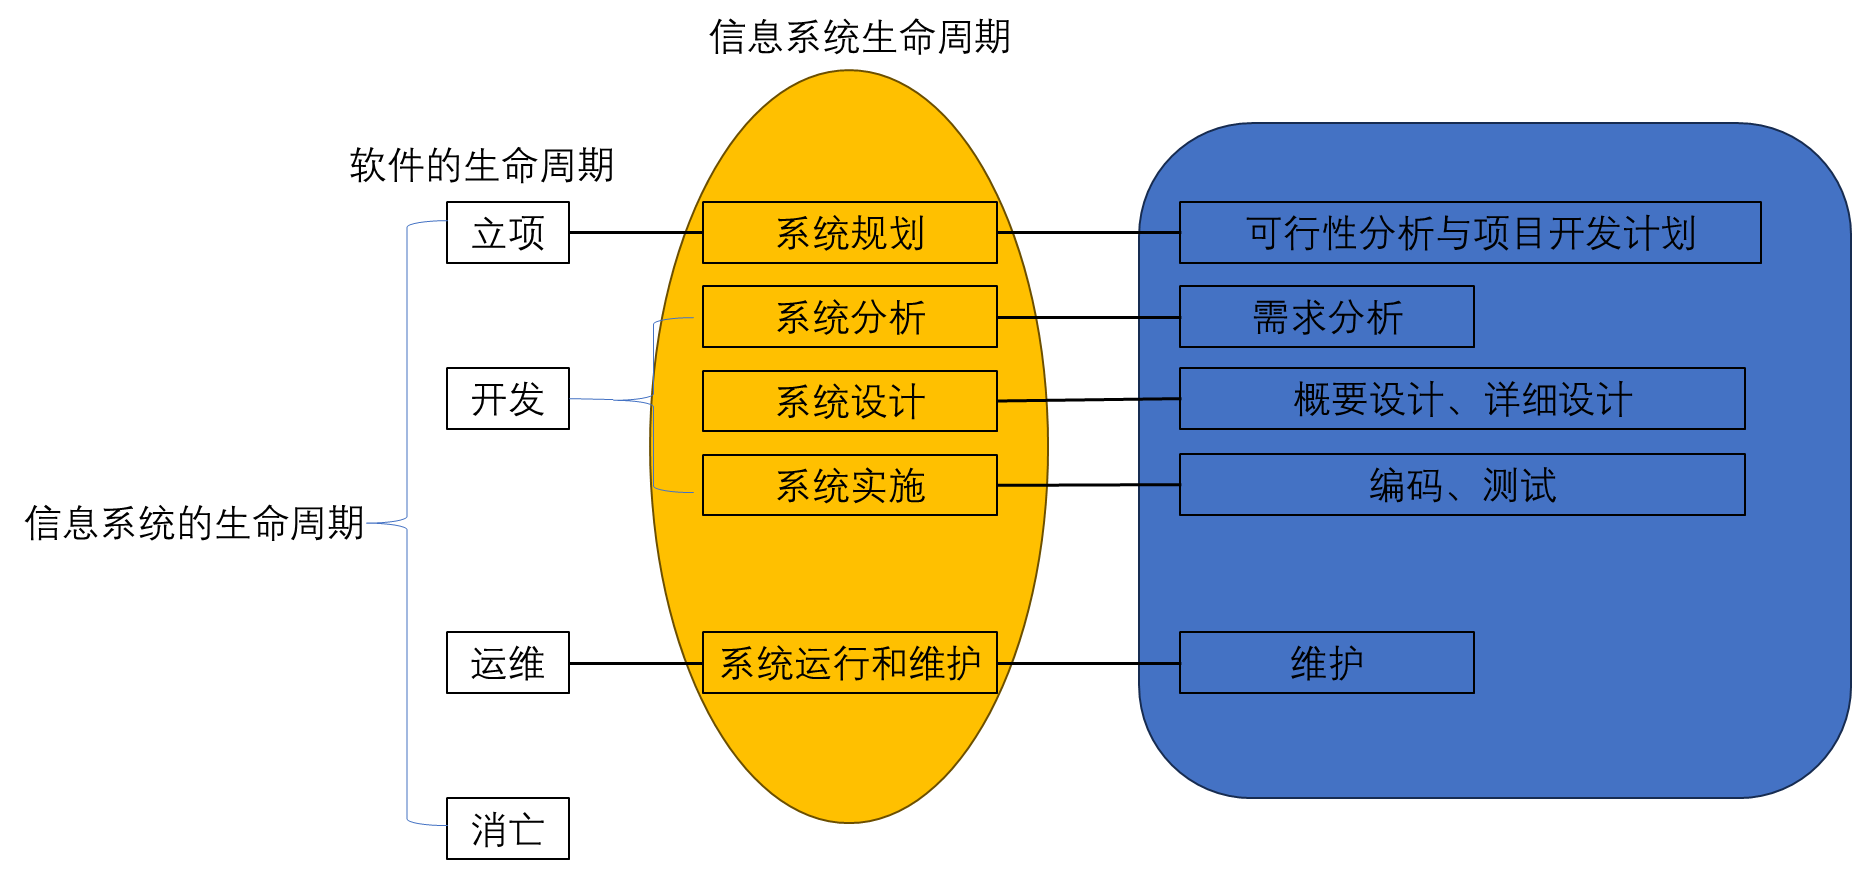 信息系统生命周期
软件的生命周期
立项
系统规划
可行性分析与项目开发计划
系统分析
需求分析
开发
系统设计
概要设计、详细设计
系统实施
编码、测试
信息系统的生命周期
运维
系统运行和维护
维护
消亡